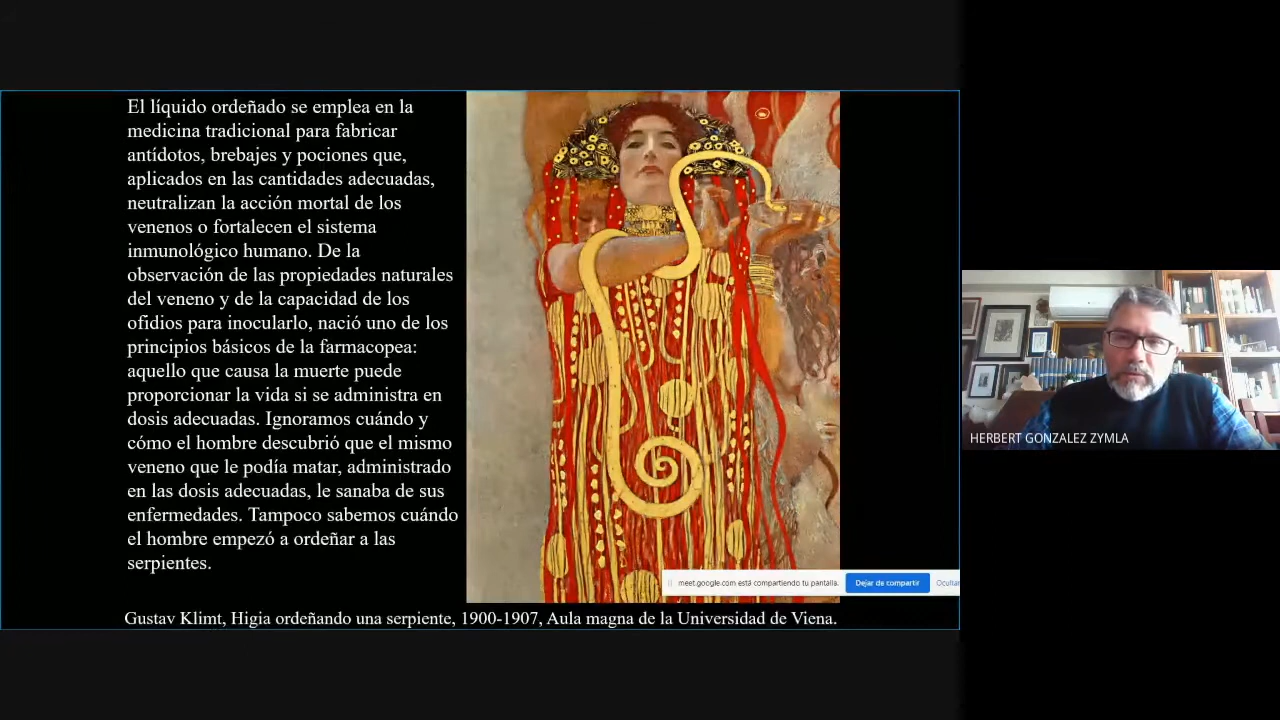 El líquido ordeñado se emplea en la
medicina tradicional para fabricar
antídotos, brebajes y pociones que,
aplicados en las cantidades adecuadas,
neutralizan la acción mortal de los
venenos o fortalecen el sistema
inmunológico humano. De la
observación de las propiedades naturales
del veneno y de la capacidad de los
ofidios para inocularlo, nació uno de los
principios básicos de la farmacopea:
aquello que causa la muerte puede
proporcionar la vida si se administra en
dosis adecuadas. Ignoramos cuándo y
cómo el hombre descubrió que el mismo
veneno que le podía matar, administrado
en las dosis adecuadas, le sanaba de sus
enfermedades. Tampoco sabemos cuándo
el hombre empezó a ordeñar a las
serpientes.
meet.google.com está compartiendo tu pantalla.
Dejar de compartir
Gustav Klimt, Higia ordeñando una serpiente, 1900-1907, Aula magna de la Universidad de Viena.
HERBERT GONZALEZ ZYMLA